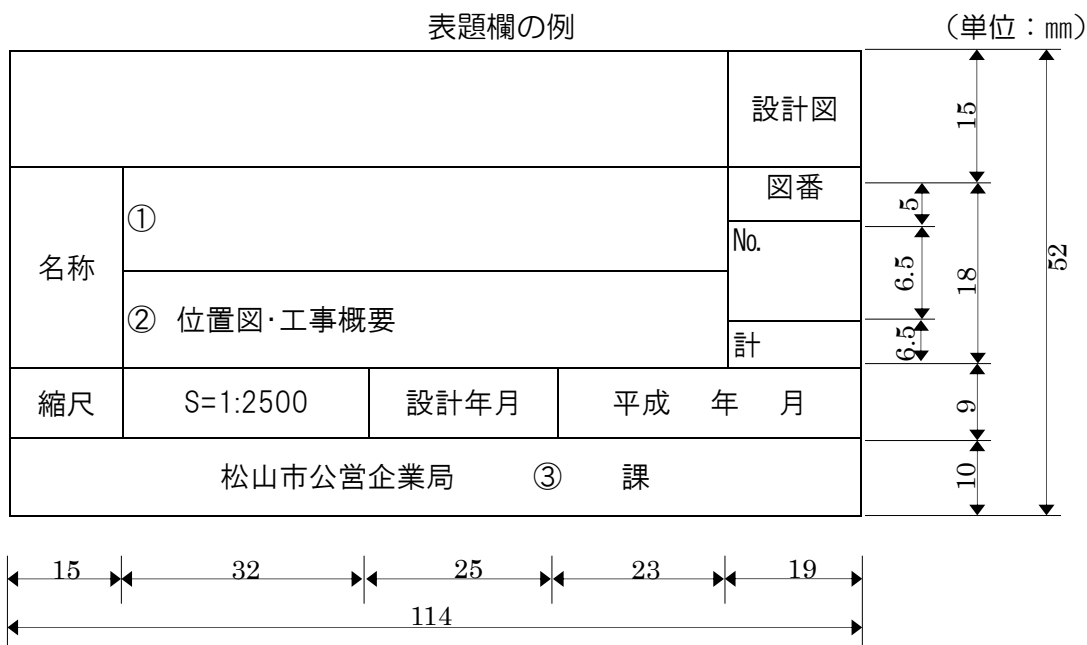 表題欄の例
（単位：㎜）
設計図
15
図番
5
①
名称
№
6.5
18
52
② 位置図･工事概要
計
6.5
縮尺 S=1:2500 設計年月 平成 年 月
9
松山市公営企業局 ③ 課
10
15 32 25 23 19
114